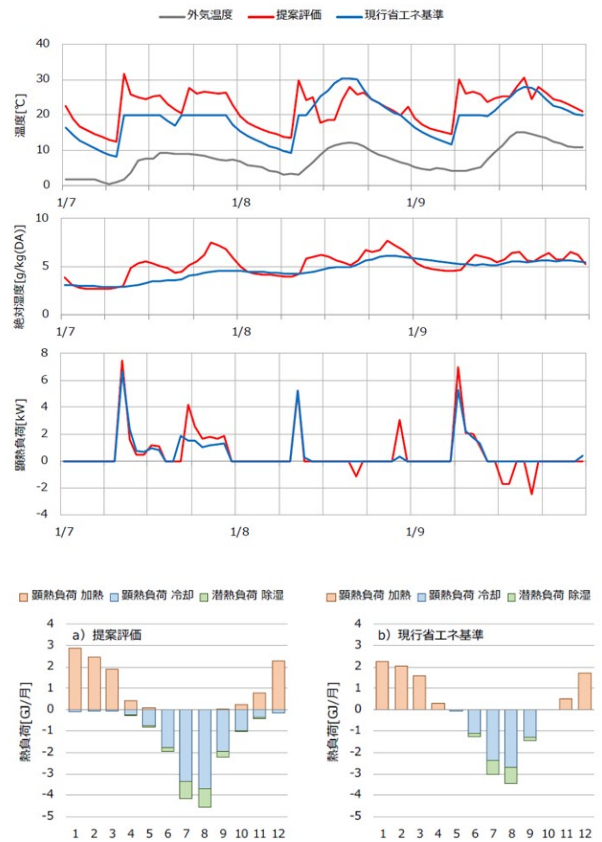 外気温度 提案評価 現行省エネ基準
温度[℃]
40
30
20
10
0
1/7 1/8 1/9
絶対湿度[g/kg(DA)]
10
5
0
1/7 1/8 1/9
顕熱負荷[kW]
8
6
4
2
0
-2
-4
1/7 1/8 1/9
顕熱負荷 加熱 顕熱負荷 冷却 潜熱負荷 除湿
a）提案評価
熱負荷[GJ/月]
4
3
2
1
0
-1
-2
-3
-4
-5
1 2 3 4 5 6 7 8 9 10 11 12
顕熱負荷 加熱 顕熱負荷 冷却 潜熱負荷 除湿
b）現行省エネ基準
熱負荷[GJ/月]
4
3
2
1
0
-1
-2
-3
-4
-5
1 2 3 4 5 6 7 8 9 10 11 12